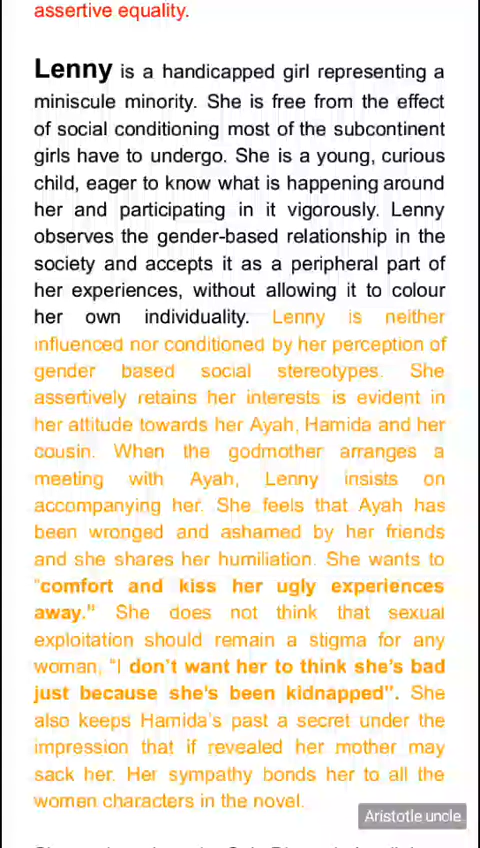 assertive equality.
Lenny is a handicapped girl representing a
miniscule minority. She is free from the effect
of social conditioning most of the subcontinent
girls have to undergo. She is a young, curious
child, eager to know what is happening around
her and participating in it vigorously. Lenny
observes the gender-based relationship in the
society and accepts it as a peripheral part of
her experiences, without allowing it to colour
her own individuality. Lenny is neither
influenced nor conditioned by her perception of
gender based social stereotypes. She
assertively retains her interests is evident in
her attitude towards her Ayah, Hamida and her
cousin. When the godmother arranges a
meeting with Ayah, Lenny insists on
accompanying her. She feels that Ayah has
been wronged and ashamed by her friends
and she shares her humiliation. She wants to
"comfort and kiss her ugly experiences
away." She does not think that sexual
exploitation should remain a stigma for any
woman, "I don't want her to think she's bad
just because she's been kidnapped". She
also keeps Hamida's past a secret under the
impression that if revealed her mother may
sack her. Her sympathy bonds her to all the
women characters in the novel.
Aristotle uncle